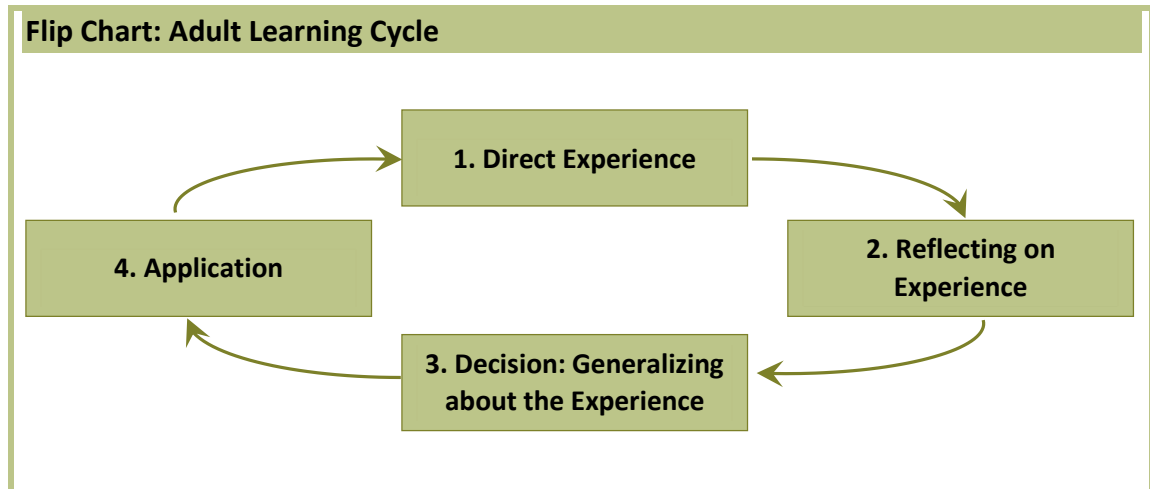 Flip Chart: Adult Learning Cycle
1. Direct Experience
2. Reflecting on
Experience
3. Decision: Generalizing
about the Experience
4. Application